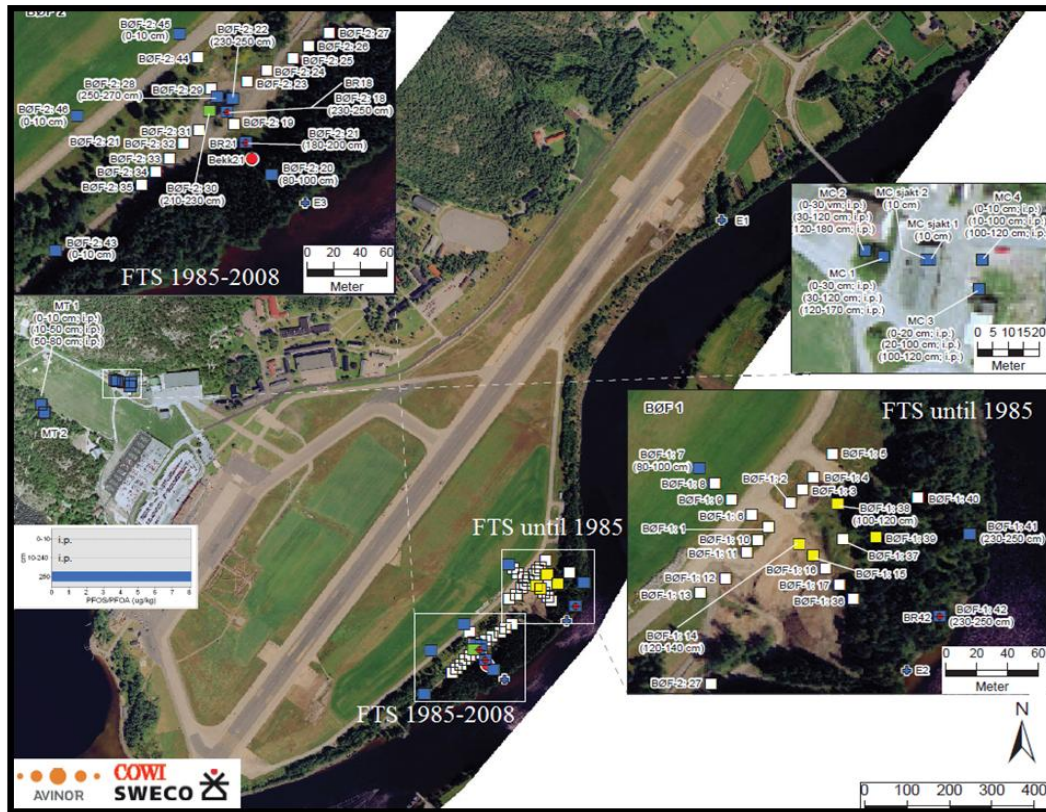 BØF2
BØF-2: 45
(0-10 cm)
BØF-2: 22
(230-250 cm)
BØF-2: 27
BØF-2: 26
BØF-2: 25
BØF-2: 24
BØF-2: 23
BØF-2: 44
BØF-2: 28
(250-270 cm)
BØF-2: 29
BR18
BØF-2: 18
(230-250 cm)
BØF-2: 46
(0-10 cm)
BØF-2: 19
BØF-2: 31
BØF-2: 21
BØF-2: 32
BØF-2: 33
BØF-2: 34
BØF-2: 35
BR21
BØF-2: 21
(180-200 cm)
Bekk21
BØF-2: 20
(80-100 cm)
BØF-2: 30
(210-230 cm)
E3
BØF-2: 43
(0-10 cm)
FTS 1985-2008
0 20 40 60
Meter
E1
MC 2
(0-30 vm; i.p.)
(30-120 cm; i.p.)
(120-180 cm; i.p.)
MC sjakt 2
(10 cm)
MC sjakt 1
(10 cm)
MC 4
(0-10 cm; i.p.)
(10-100 cm; i.p.)
(100-120 cm; i.p.)
MC 1
(0-30 cm; i.p.)
(30-120 cm; i.p.)
(120-170 cm; i.p.)
MC 3
(0-20 cm; i.p.)
(20-100 cm; i.p.)
(100-120 cm; i.p.)
0 5 10 15 20
Meter
MT 1
(0-10 cm; i.p.)
(10-50 cm; i.p.)
(50-80 cm; i.p.)
MT 2
BØF 1
FTS until 1985
BØF-1: 7
(80-100 cm)
BØF-1: 8
BØF-1: 9
BØF-1: 6
BØF-1: 1
BØF-1: 10
BØF-1: 11
BØF-1: 12
BØF-1: 13
BØF-1: 2
BØF-1: 5
BØF-1: 4
BØF-1: 3
BØF-1: 38
(100-120 cm)
BØF-1: 40
BØF-1: 39
BØF-1: 41
(230-250 cm)
BØF-1: 37
BØF-1: 16
BØF-1: 15
BØF-1: 17
BØF-1: 36
BØF-1: 14
(120-140 cm)
BR42
BØF-1: 42
(230-250 cm)
E2
BØF-2: 27
0 20 40 60
Meter
cm
0-10
i.p.
10-240
i.p.
260
0 1 2 3 4 5 6 7 8
PFOS/PFOA (ug/kg)
FTS until 1985
FTS 1985-2008
AVINOR
COWI
SWECO
N
0 100 200 300 400